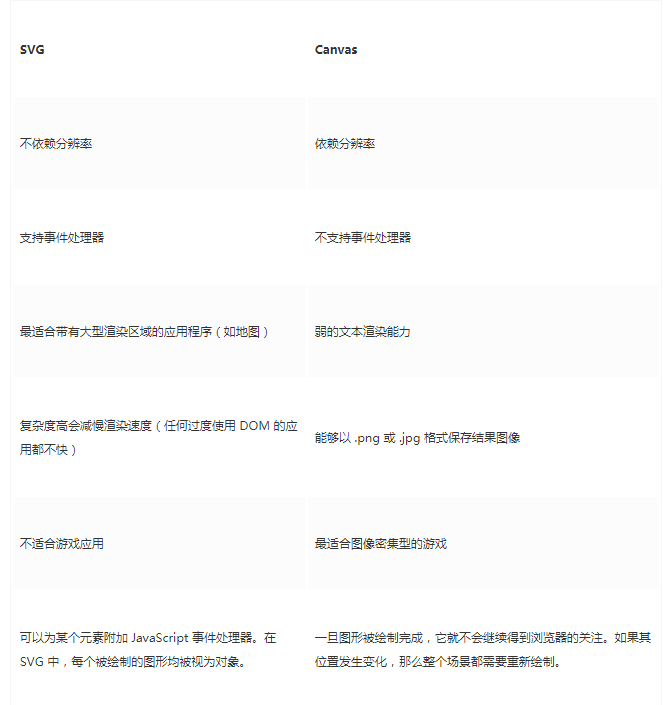 SVG
Canvas
不依赖分辨率
依赖分辨率
支持事件处理器
不支持事件处理器
最适合带有大型渲染区域的应用程序（如地图）
弱的文本渲染能力
复杂度高会减慢渲染速度（任何过度使用 DOM 的应
用都不快）
能够以 .png 或 .jpg 格式保存结果图像
不适合游戏应用
最适合图像密集型的游戏
可以为某个元素附加 JavaScript 事件处理器。在
SVG 中，每个被绘制的图形均被视为对象。
一旦图形被绘制完成，它就不会继续得到浏览器的关注。如果其
位置发生变化，那么整个场景都需要重新绘制。